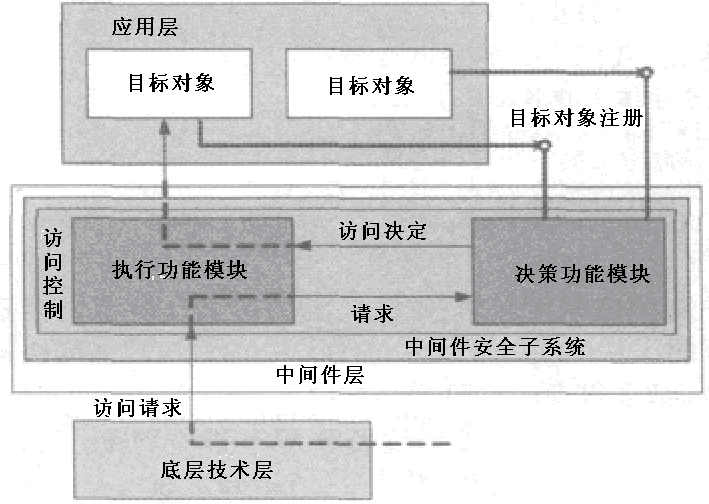 应用层
目标对象
目标对象
目标对象注册
访问控制
访问决定
执行功能模块
决策功能模块
请求
中间件安全子系统
中间件层
访问请求
底层技术层